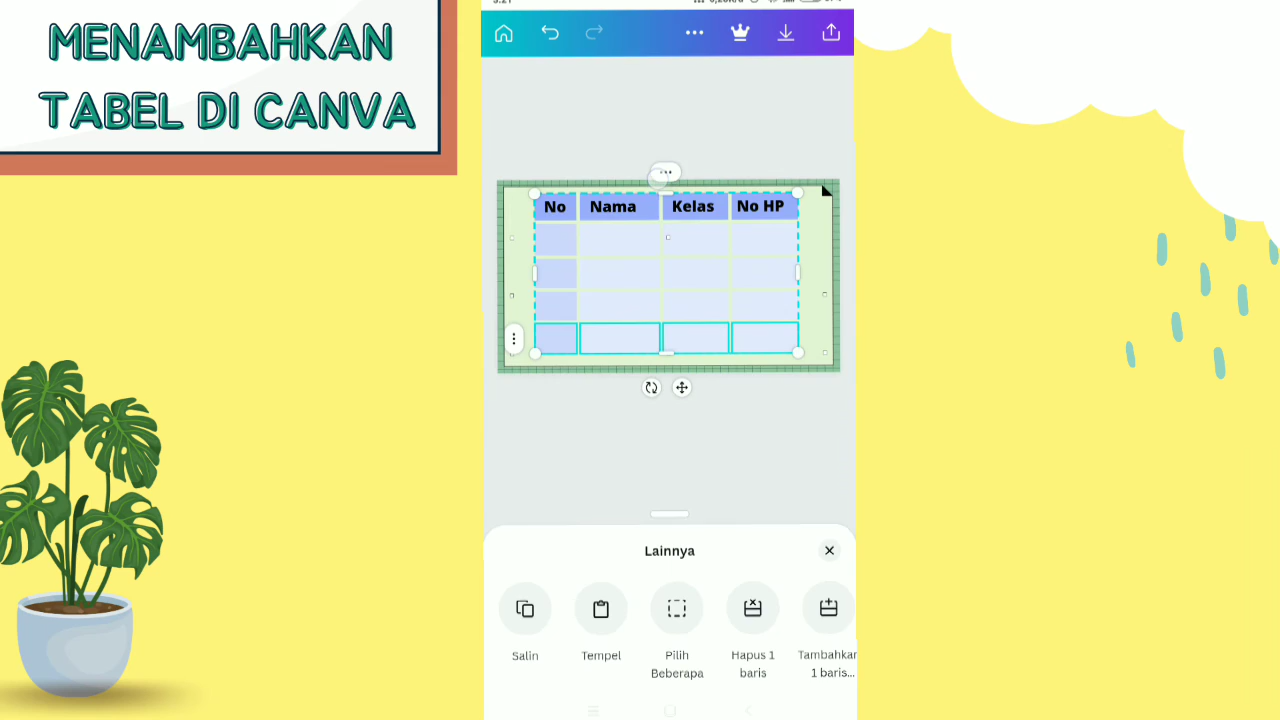 MENAMBAHKAN
TABEL DI CANVA
No Nama Kelas No HP
Lainnya
Salin Tempel Pilih Beberapa Hapus 1 baris Tambahkan 1 baris...